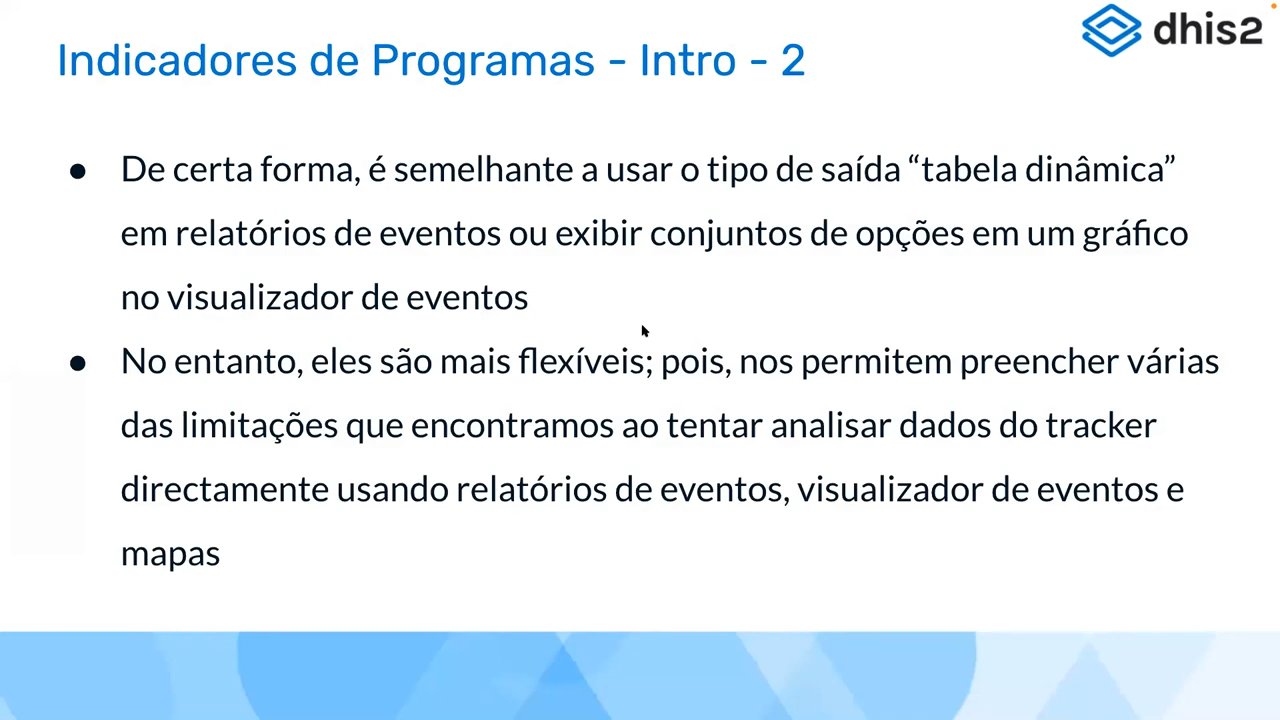 dhis2
Indicadores de Programas - Intro - 2
● De certa forma, é semelhante a usar o tipo de saída “tabela dinâmica”
em relatórios de eventos ou exibir conjuntos de opções em um gráfico
no visualizador de eventos
● No entanto, eles são mais flexíveis; pois, nos permitem preencher várias
das limitações que encontramos ao tentar analisar dados do tracker
directamente usando relatórios de eventos, visualizador de eventos e
mapas